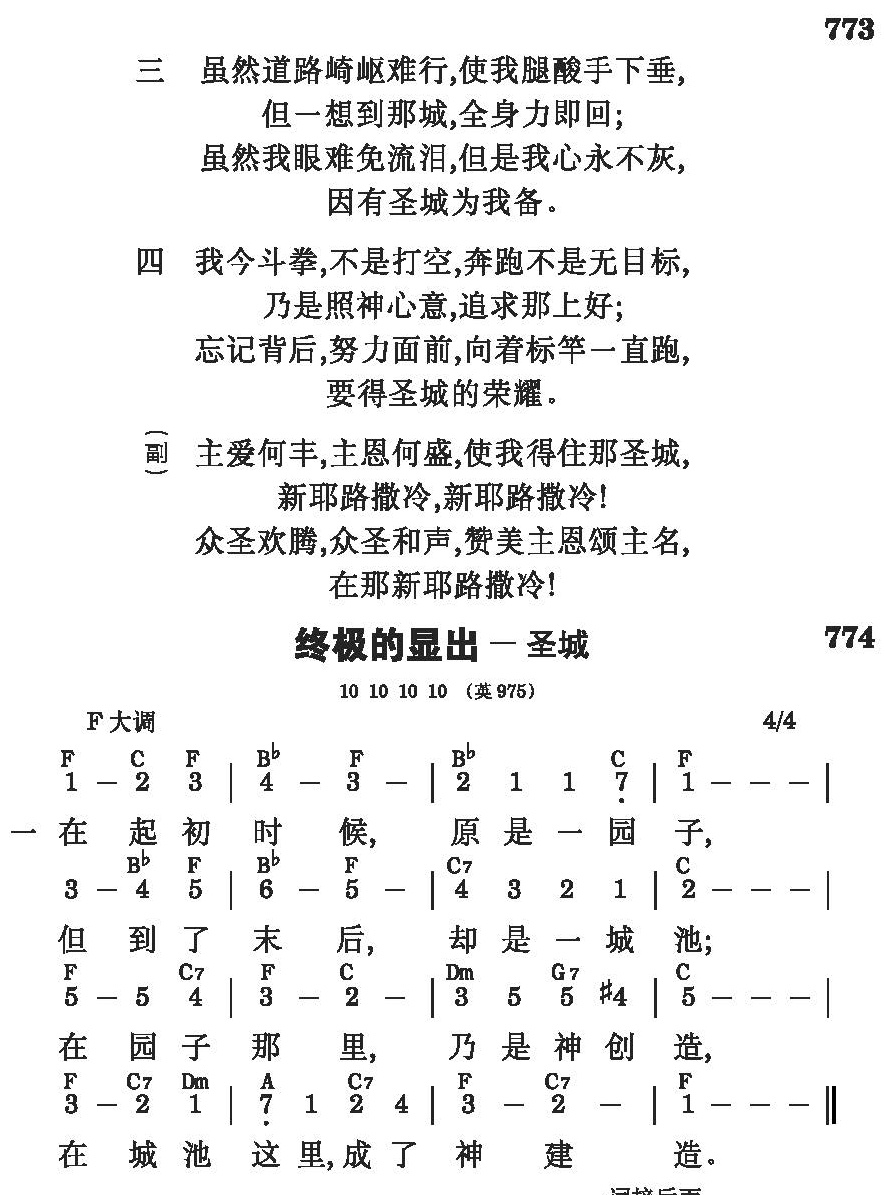 773
三 虽然道路崎岖难行,使我腿酸手下垂,
但一想到那城,全身力即回;
虽然我眼难免流泪,但是我心永不灰,
因有圣城为我备。
四 我今斗拳,不是打空,奔跑不是无目标,
乃是照神心意,追求那上好;
忘记背后,努力面前,向着标竿一直跑,
要得圣城的荣耀。
(副) 主爱何丰,主恩何盛,使我得住那圣城,
新耶路撒冷,新耶路撒冷!
众圣欢腾,众圣和声,赞美主恩颂主名,
在那新耶路撒冷!
终极的显出 — 圣城 774
10 10 10 10 (英975)
F大调 4/4
F C F B♭ F B♭ C F
1 – 2 3 | 4 – 3 – | 2 1 1 7̣ | 1 – – – |
一 在 起 初 时 候, 原 是 一 园 子,
B♭ F B♭ F C7 C
3 – 4 5 | 6 – 5 – | 4 3 2 1 | 2 – – – |
但 到 了 末 后, 却 是 一 城 池;
F C7 F C Dm G7 C
5 – 5 4 | 3 – 2 – | 3 5 5 ♯4 | 5 – – – |
在 园 子 那 里, 乃 是 神 创 造,
F C7 Dm A C7 F C7 F
3 – 2 1 | 7̣ 1 2 4 | 3 – 2 – | 1 – – – ‖
在 城 池 这 里, 成 了 神 建 造。